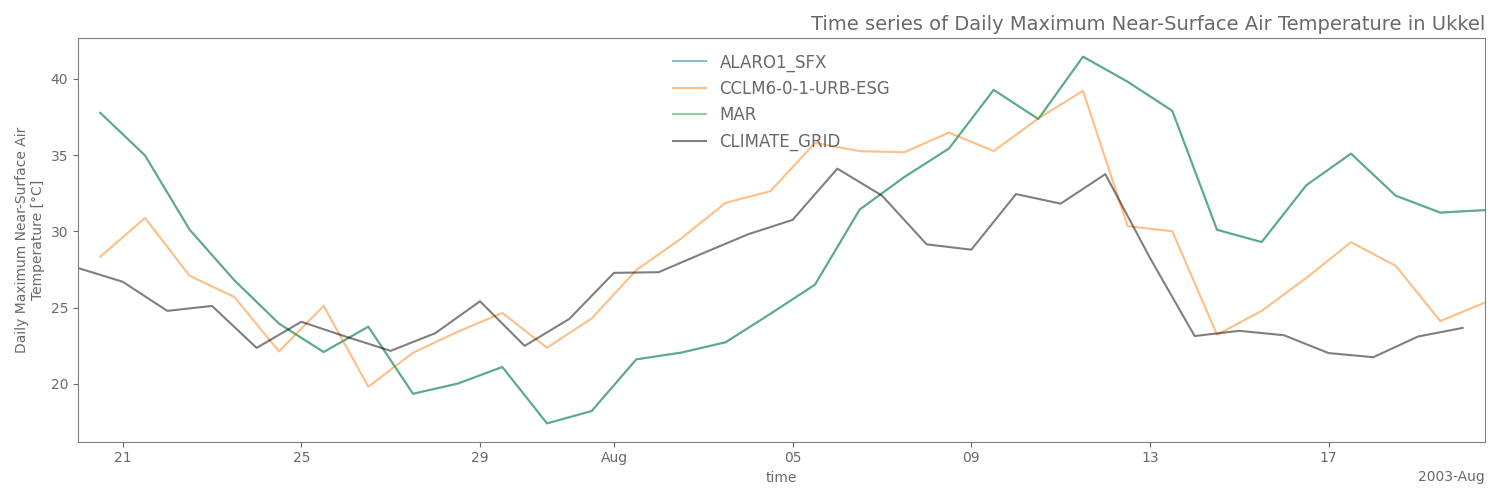 Time series of Daily Maximum Near-Surface Air Temperature in Ukkel
ALARO1_SFX
CCLM6-0-1-URB-ESG
MAR
CLIMATE_GRID
Daily Maximum Near-Surface Air
Temperature [°C]
40
35
30
25
20
21
25
29
Aug
05
09
13
17
time
2003-Aug